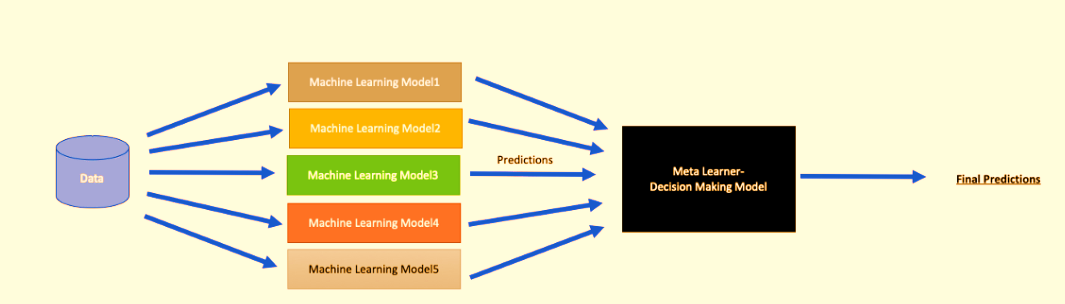 Machine Learning Model1
Machine Learning Model2
Predictions
Data
Machine Learning Model3
Meta Learner-
Decision Making Model
Final Predictions
Machine Learning Model4
Machine Learning Model5